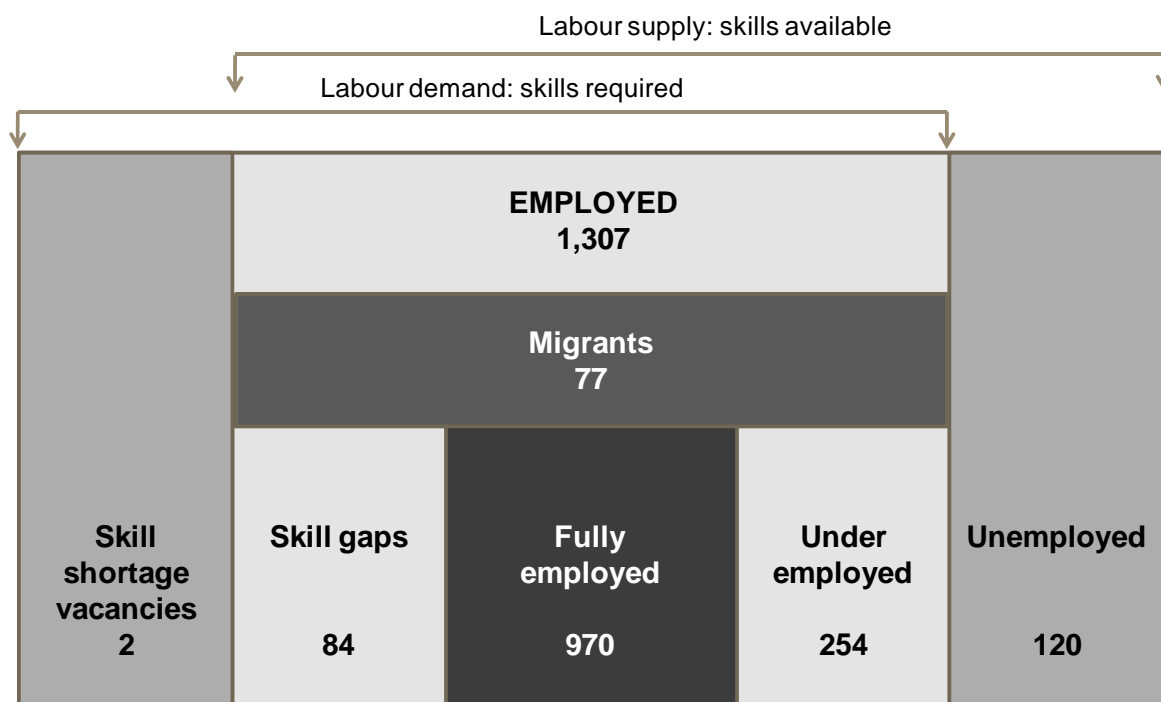 Labour supply: skills available
Labour demand: skills required
EMPLOYED
1,307
Migrants
77
Skill
shortage
vacancies
2
Skill gaps
84
Fully
employed
970
Under
employed
254
Unemployed
120